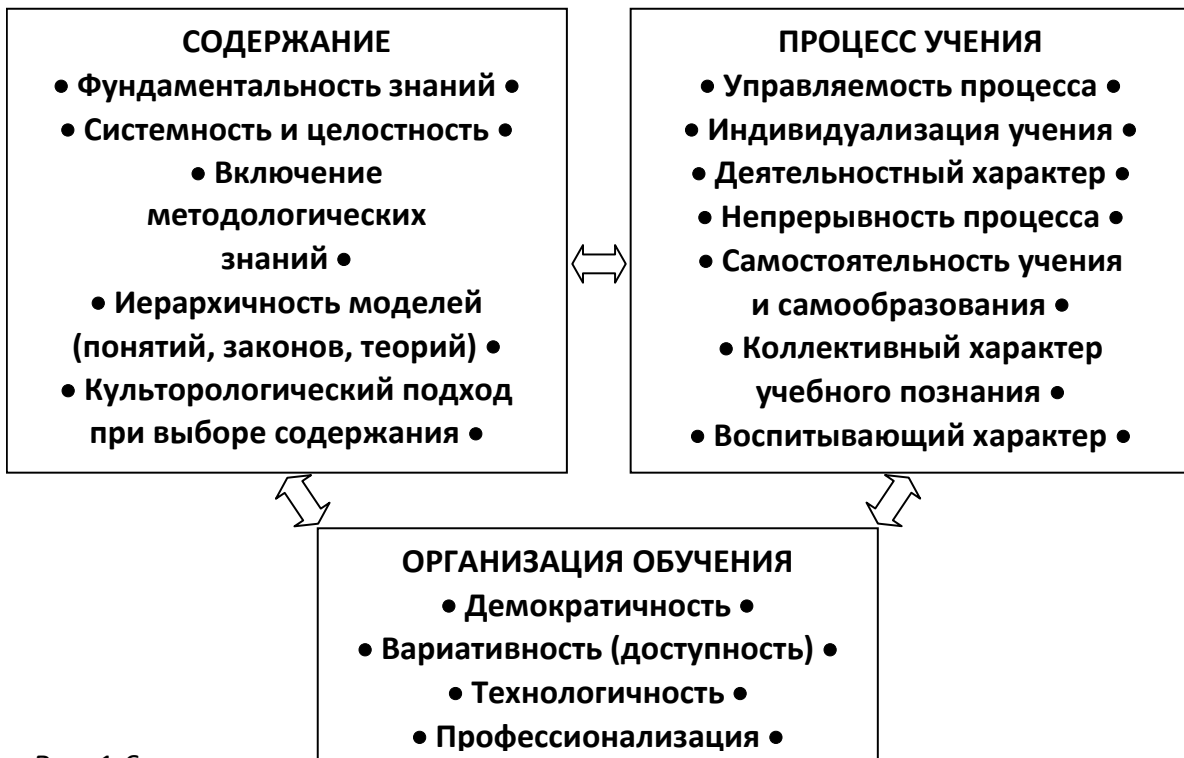 СОДЕРЖАНИЕ
• Фундаментальность знаний •
• Системность и целостность •
• Включение
методологических
знаний •
• Иерархичность моделей
(понятий, законов, теорий) •
• Культорологический подход
при выборе содержания •
ПРОЦЕСС УЧЕНИЯ
• Управляемость процесса •
• Индивидуализация учения •
• Деятельностный характер •
• Непрерывность процесса •
• Самостоятельность учения
и самообразования •
• Коллективный характер
учебного познания •
• Воспитывающий характер •
ОРГАНИЗАЦИЯ ОБУЧЕНИЯ
• Демократичность •
• Вариативность (доступность) •
• Технологичность •
• Профессионализация •